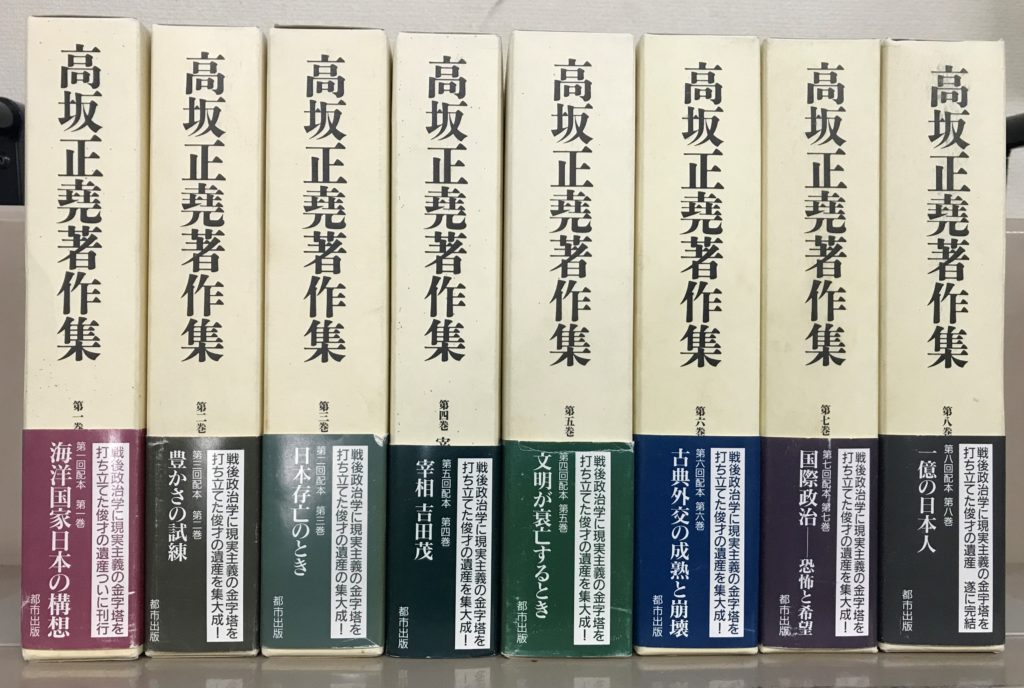 高坂正堯著作集
第一巻
戦後政治学に現実主義の金字塔を
打ち立てた俊才の遺産ついに刊行
第一回配本 第一巻
海洋国家日本の構想
都市出版
高坂正堯著作集
第二巻
戦後政治学に現実主義の金字塔を
打ち立てた俊才の遺産を集大成!
第三回配本 第二巻
豊かさの試練
都市出版
高坂正堯著作集
第三巻
戦後政治学に現実主義の金字塔を
打ち立てた俊才の遺産を集大成!
第二回配本 第三巻
日本存亡のとき
都市出版
高坂正堯著作集
第四巻 宰
戦後政治学に現実主義の金字塔を
打ち立てた俊才の遺産を集大成!
第五回配本 第四巻
宰相 吉田茂
都市出版
高坂正堯著作集
第五巻
戦後政治学に現実主義の金字塔を
打ち立てた俊才の遺産を集大成!
第四回配本 第五巻
文明が衰亡するとき
都市出版
高坂正堯著作集
第六巻
戦後政治学に現実主義の金字塔を
打ち立てた俊才の遺産を集大成!
第六回配本 第六巻
古典外交の成熟と崩壊
都市出版
高坂正堯著作集
第七巻
戦後政治学に現実主義の金字塔を
打ち立てた俊才の遺産を集大成!
第七回配本 第七巻
国際政治——恐怖と希望
都市出版
高坂正堯著作集
第八巻
戦後政治学に現実主義の金字塔を
打ち立てた俊才の遺産 遂に完結
第八回配本 第八巻
一億の日本人
都市出版